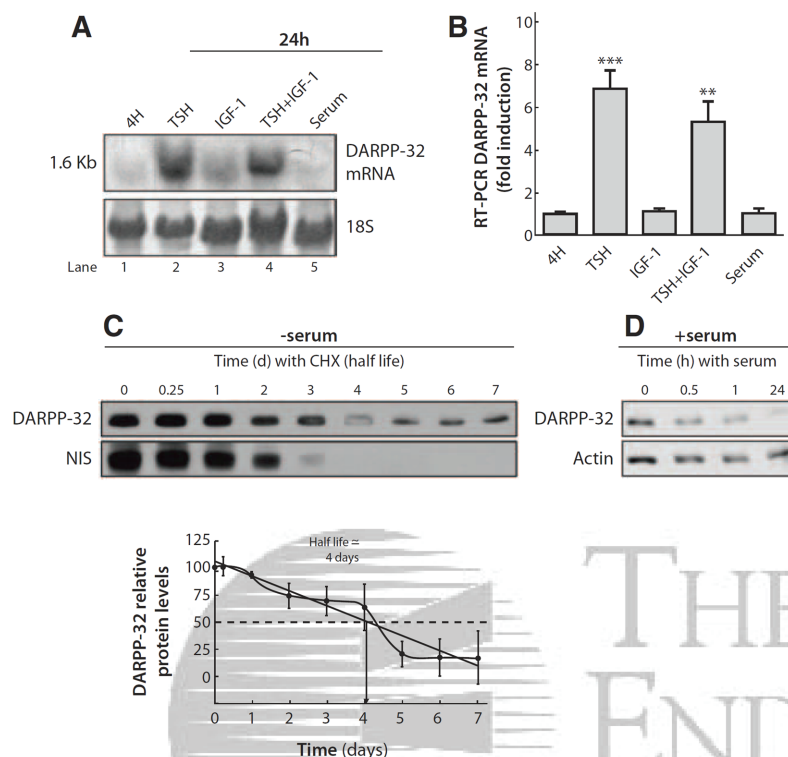 A
24h
4H TSH IGF-1 TSH+IGF-1 Serum
1.6 Kb
DARPP-32
mRNA
18S
Lane 1 2 3 4 5
B
RT-PCR DARPP-32 mRNA
(fold induction)
10
8
6
4
2
0
***
**
4H TSH IGF-1 TSH+IGF-1 Serum
C
-serum
Time (d) with CHX (half life)
0 0.25 1 2 3 4 5 6 7
DARPP-32
NIS
D
+serum
Time (h) with serum
0 0.5 1 24
DARPP-32
Actin
DARPP-32 relative
protein levels
125
100
75
50
25
0
Half life =
4 days
0 1 2 3 4 5 6 7
Time (days)
THE
END